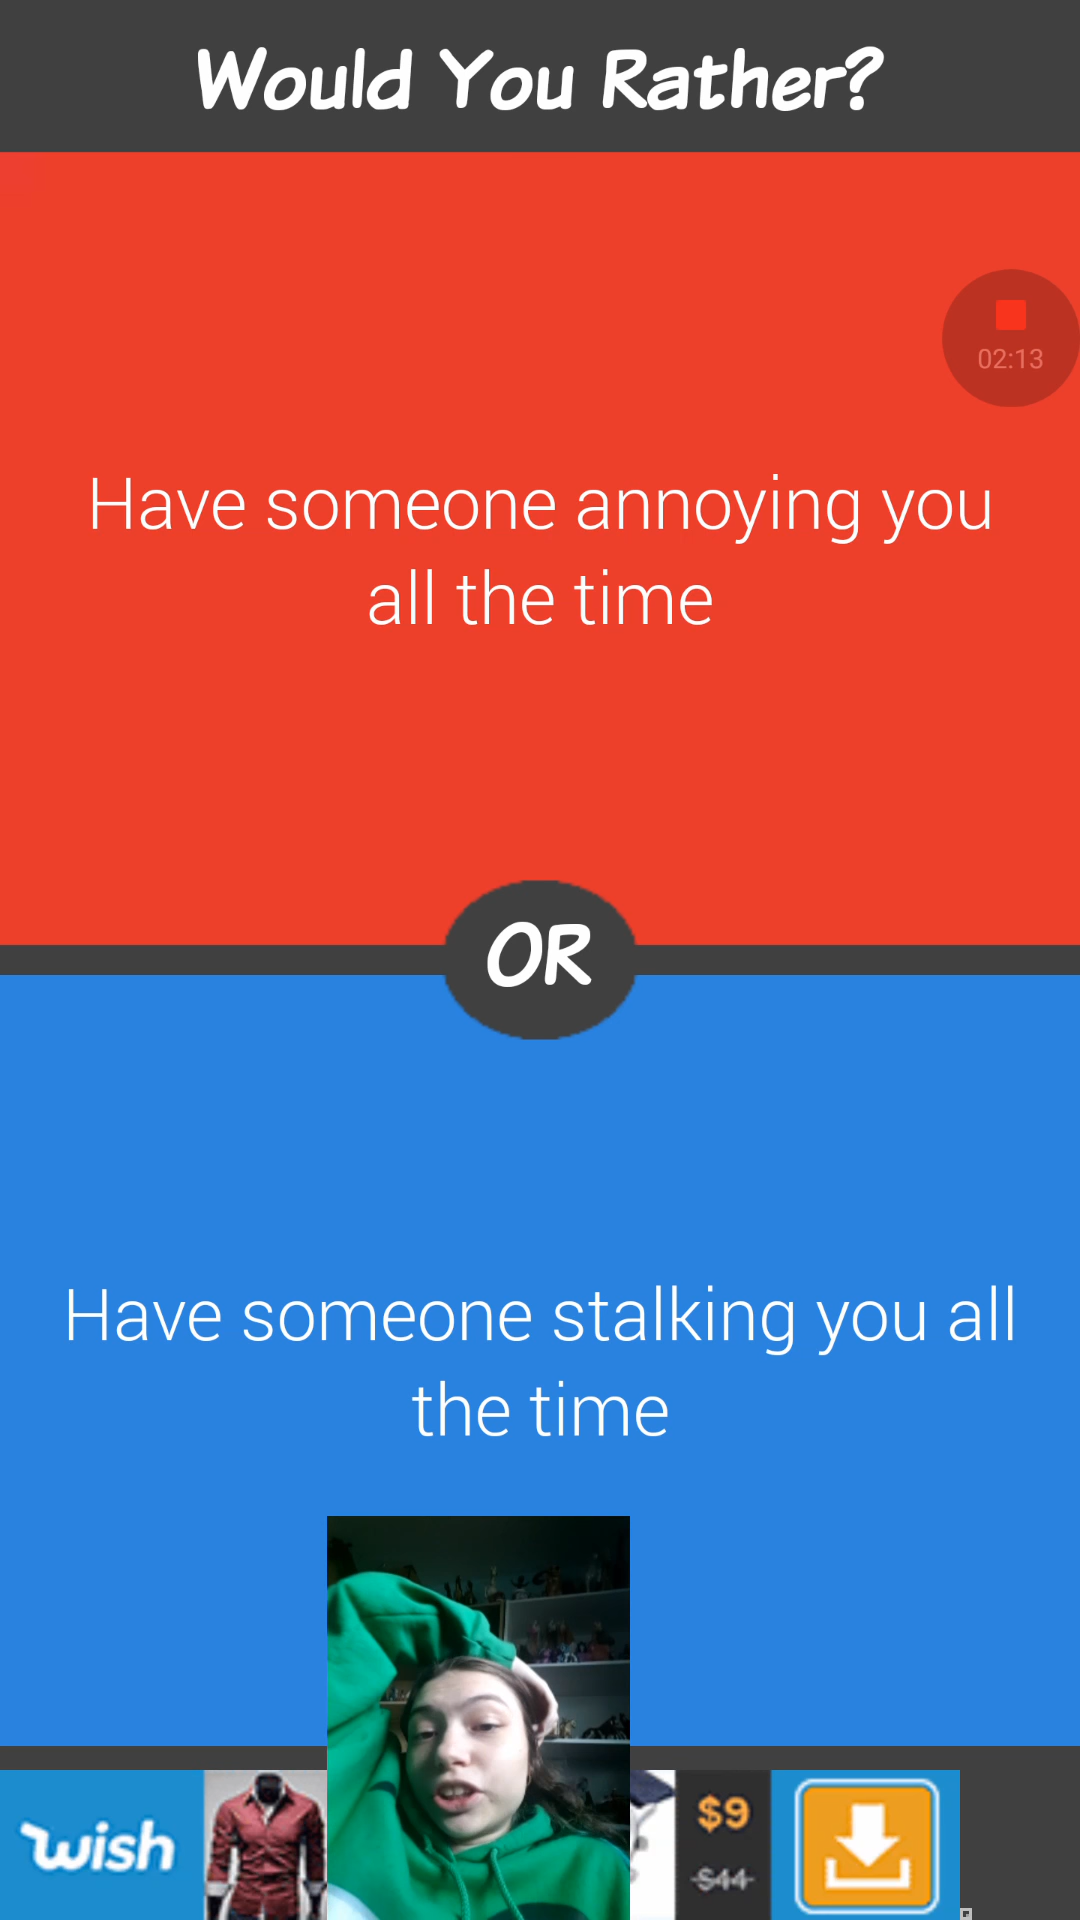 Would You Rather?
02:13
Have someone annoying you
all the time
OR
Have someone stalking you all
the time
wish
$9
$44